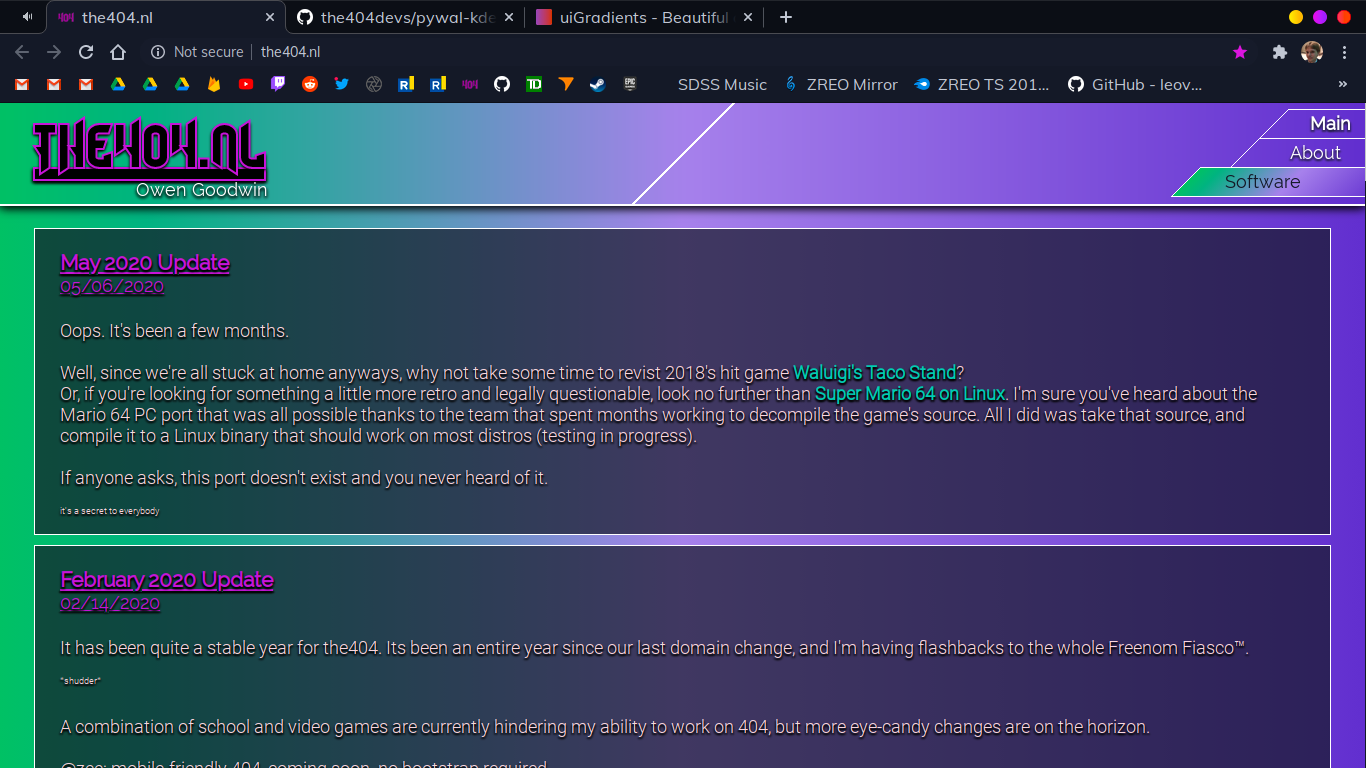 the404.nl
the404devs/pywal-kde
uiGradients - Beautiful
Not secure
the404.nl
SDSS Music
ZREO Mirror
ZREO TS 201...
GitHub - leov...
»
THE404.NL
Owen Goodwin
Main
About
Software
May 2020 Update
05/06/2020
Oops. It's been a few months.
Well, since we're all stuck at home anyways, why not take some time to revist 2018's hit game Waluigi's Taco Stand?
Or, if you're looking for something a little more retro and legally questionable, look no further than Super Mario 64 on Linux. I'm sure you've heard about the
Mario 64 PC port that was all possible thanks to the team that spent months working to decompile the game's source. All I did was take that source, and
compile it to a Linux binary that should work on most distros (testing in progress).
If anyone asks, this port doesn't exist and you never heard of it.
it's a secret to everybody
February 2020 Update
02/14/2020
It has been quite a stable year for the404. Its been an entire year since our last domain change, and I'm having flashbacks to the whole Freenom Fiasco™.
*shudder*
A combination of school and video games are currently hindering my ability to work on 404, but more eye-candy changes are on the horizon.
mobile friendly 404, coming soon, no bootstrap required